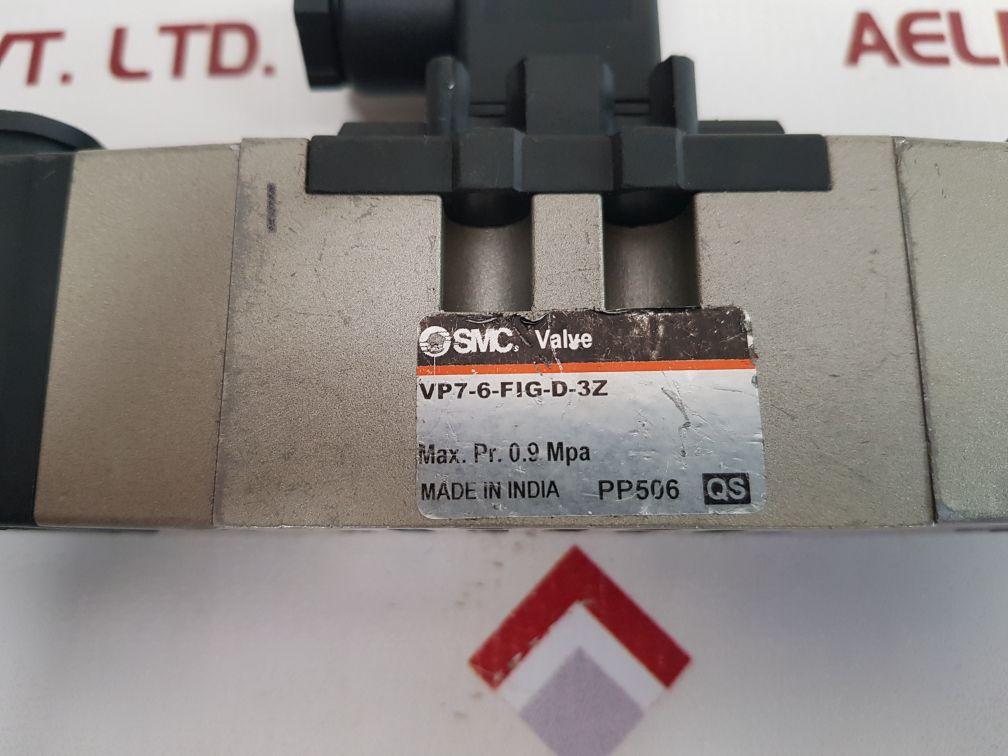 VT. LTD.
AEL
SMC. Valve
VP7-6-FIG-D-3Z
Max. Pr. 0.9 Mpa
MADE IN INDIA PP506 QS